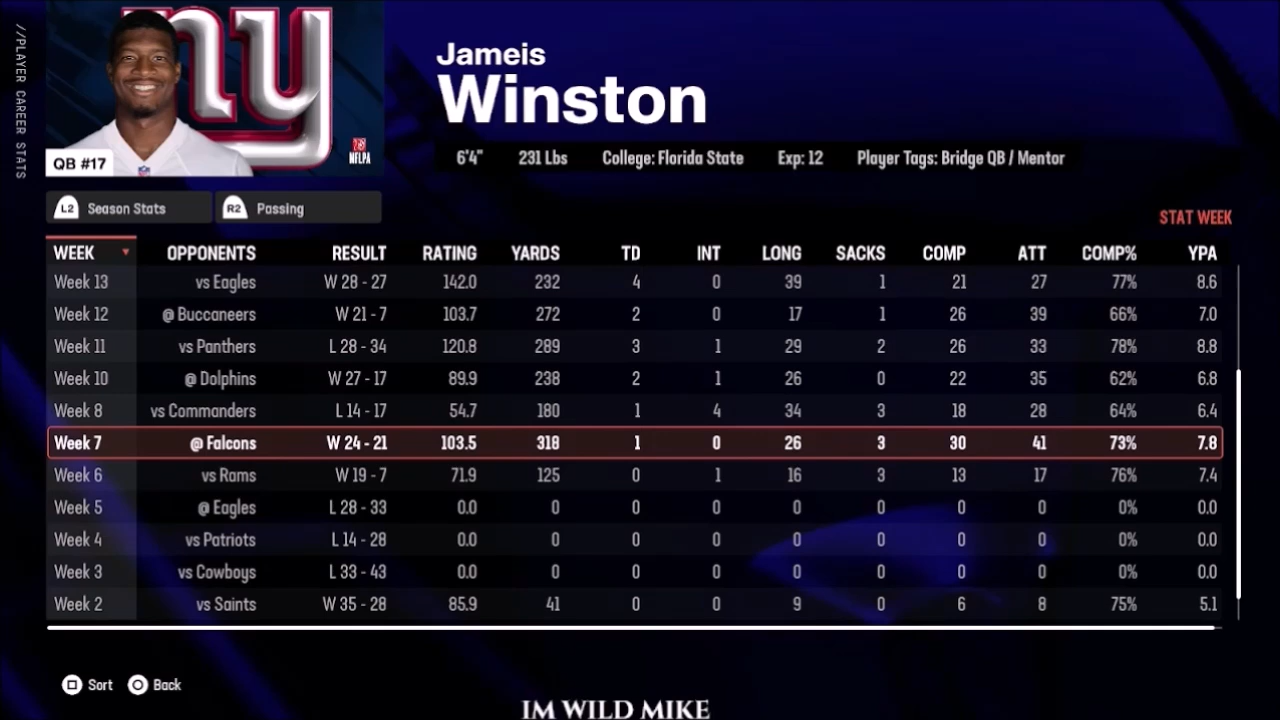 //PLAYER CAREER STATS
ny
QB #17
NFLPA
Jameis
Winston
6'4" 231 Lbs College: Florida State Exp: 12 Player Tags: Bridge QB / Mentor
L2 Season Stats R2 Passing
STAT WEEK
WEEK OPPONENTS RESULT RATING YARDS TD INT LONG SACKS COMP ATT COMP% YPA
Week 13 vs Eagles W 28 - 27 142.0 232 4 0 39 1 21 27 77% 8.6
Week 12 @ Buccaneers W 21 - 7 103.7 272 2 0 17 1 26 39 66% 7.0
Week 11 vs Panthers L 28 - 34 120.8 289 3 1 29 2 26 33 78% 8.8
Week 10 @ Dolphins W 27 - 17 89.9 238 2 1 26 0 22 35 62% 6.8
Week 8 vs Commanders L 14 - 17 54.7 180 1 4 34 3 18 28 64% 6.4
Week 7 @ Falcons W 24 - 21 103.5 318 1 0 26 3 30 41 73% 7.8
Week 6 vs Rams W 19 - 7 71.9 125 0 1 16 3 13 17 76% 7.4
Week 5 @ Eagles L 28 - 33 0.0 0 0 0 0 0 0 0 0% 0.0
Week 4 vs Patriots L 14 - 28 0.0 0 0 0 0 0 0 0 0% 0.0
Week 3 vs Cowboys L 33 - 43 0.0 0 0 0 0 0 0 0 0% 0.0
Week 2 vs Saints W 35 - 28 85.9 41 0 0 9 0 6 8 75% 5.1
Sort Back
IM WILD MIKE